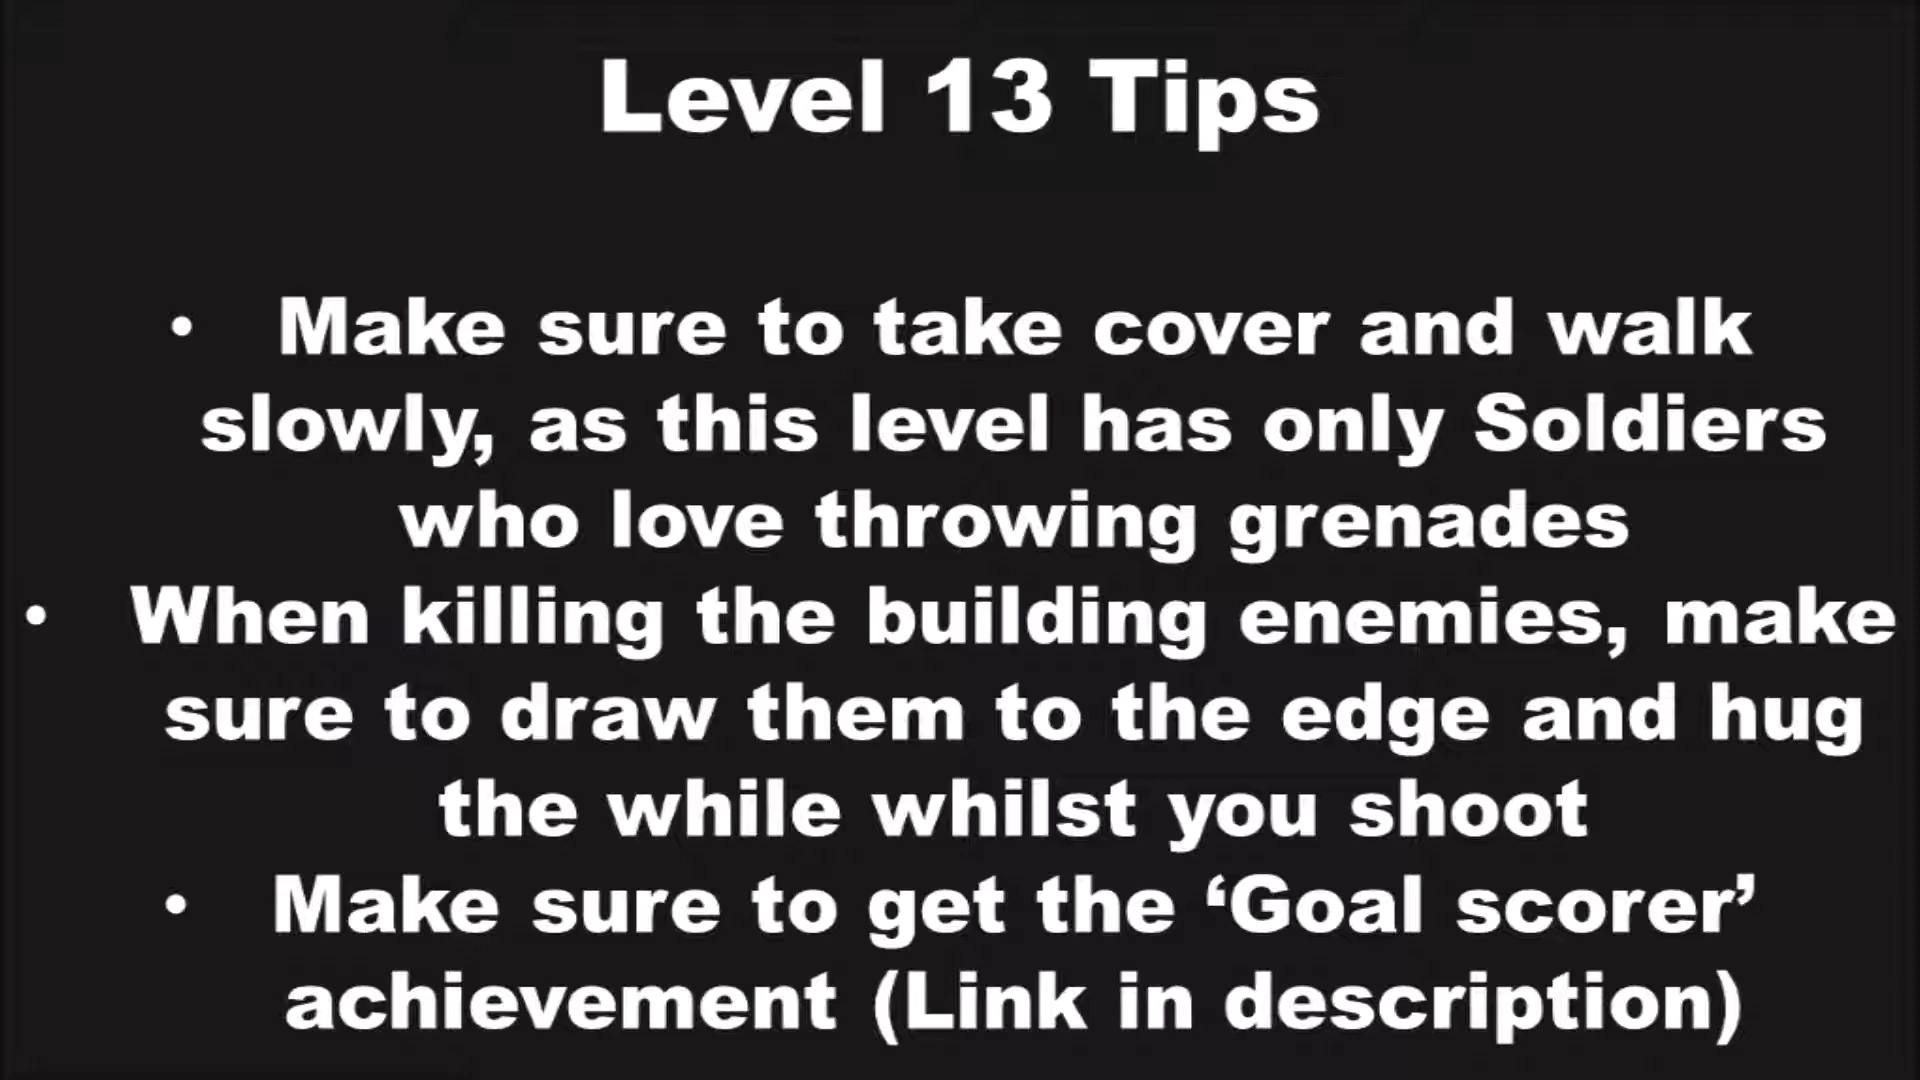 Level 13 Tips
• Make sure to take cover and walk
slowly, as this level has only Soldiers
who love throwing grenades
• When killing the building enemies, make
sure to draw them to the edge and hug
the while whilst you shoot
• Make sure to get the ‘Goal scorer’
achievement (Link in description)